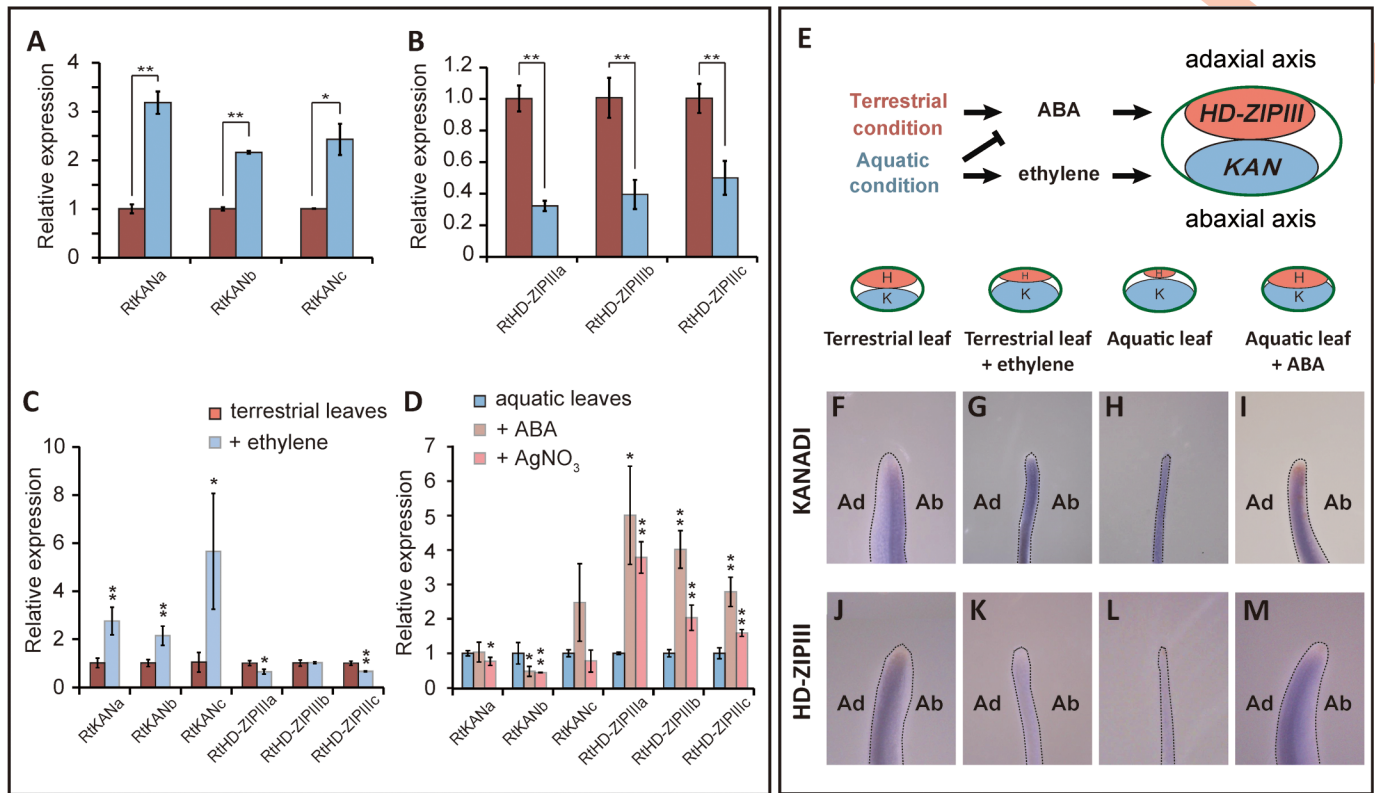 A
Relative expression
5
4
3
2
1
0
**
**
*
RtKANa
RtKANb
RtKANc
B
Relative expression
1.2
1.0
0.8
0.6
0.4
0.2
0
**
**
**
RtHD-ZIPIIIa
RtHD-ZIPIIIb
RtHD-ZIPIIIc
C
terrestrial leaves
+ ethylene
Relative expression
10
8
6
4
2
0
**
**
*
*
**
RtKANa
RtKANb
RtKANc
RtHD-ZIPIIIa
RtHD-ZIPIIIb
RtHD-ZIPIIIc
D
aquatic leaves
+ ABA
+ AgNO3
Relative expression
7
6
5
4
3
2
1
0
*
*
**
*
**
**
**
**
**
RtKANa
RtKANb
RtKANc
RtHD-ZIPIIIa
RtHD-ZIPIIIb
RtHD-ZIPIIIc
E
adaxial axis
Terrestrial
condition
ABA
HD-ZIPIII
Aquatic
condition
ethylene
KAN
abaxial axis
H
K
H
K
H
K
H
K
Terrestrial leaf
Terrestrial leaf
+ ethylene
Aquatic leaf
Aquatic leaf
+ ABA
KANADI
F
Ad
Ab
G
Ad
Ab
H
Ad
Ab
I
Ad
Ab
HD-ZIPIII
J
Ad
Ab
K
Ad
Ab
L
Ad
Ab
M
Ad
Ab